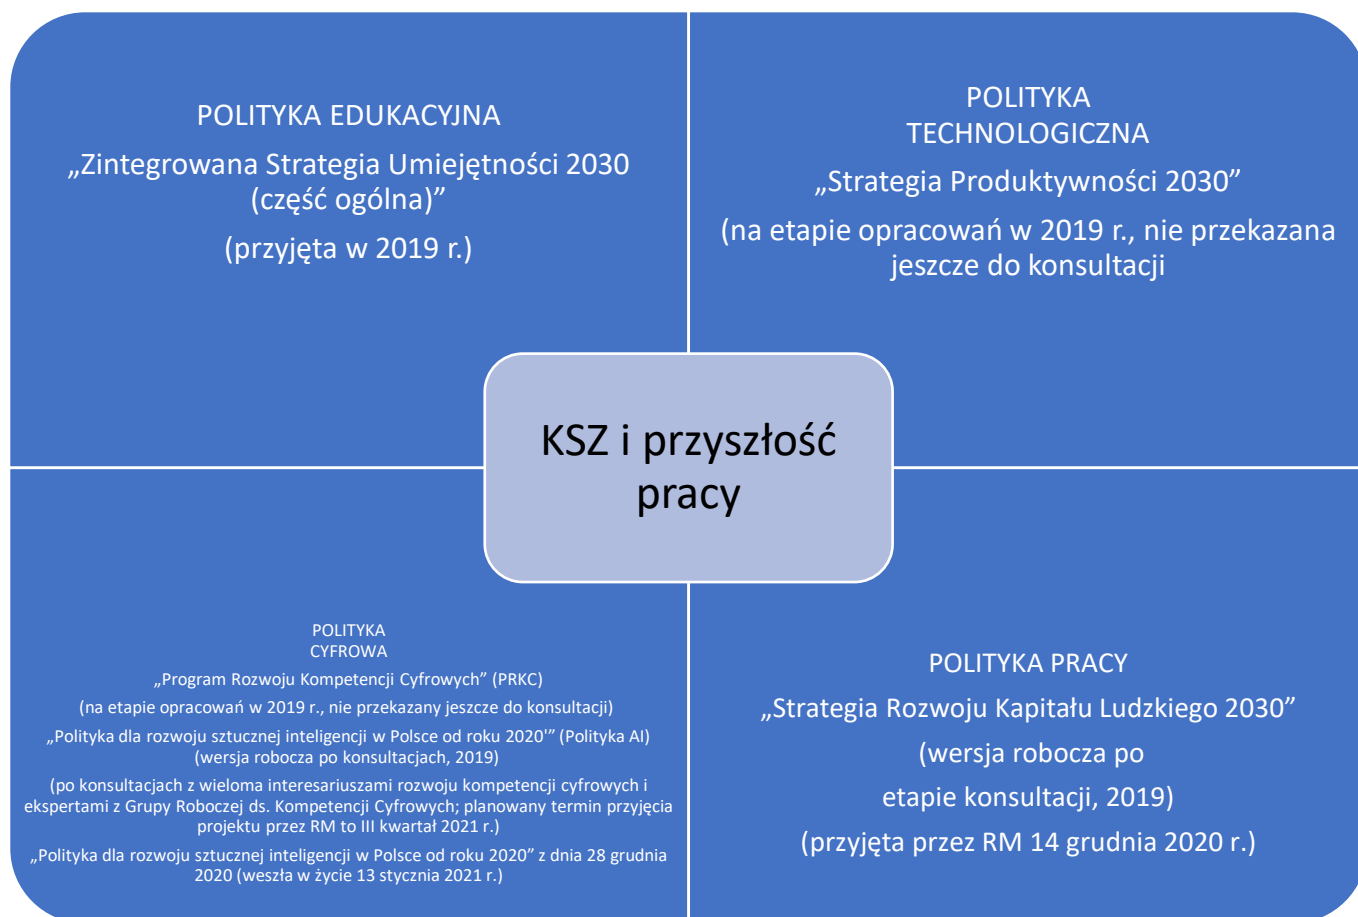 POLITYKA EDUKACYJNA
„Zintegrowana Strategia Umiejętności 2030
(część ogólna)”
(przyjęta w 2019 r.)
POLITYKA
TECHNOLOGICZNA
„Strategia Produktywności 2030”
(na etapie opracowań w 2019 r., nie przekazana
jeszcze do konsultacji
KSZ i przyszłość
pracy
POLITYKA
CYFROWA
„Program Rozwoju Kompetencji Cyfrowych” (PRKC)
(na etapie opracowań w 2019 r., nie przekazany jeszcze do konsultacji)
„Polityka dla rozwoju sztucznej inteligencji w Polsce od roku 2020'” (Polityka AI)
(wersja robocza po konsultacjach, 2019)
(po konsultacjach z wieloma interesariuszami rozwoju kompetencji cyfrowych i
ekspertami z Grupy Roboczej ds. Kompetencji Cyfrowych; planowany termin przyjęcia
projektu przez RM to III kwartał 2021 r.)
„Polityka dla rozwoju sztucznej inteligencji w Polsce od roku 2020” z dnia 28 grudnia
2020 (weszła w życie 13 stycznia 2021 r.)
POLITYKA PRACY
„Strategia Rozwoju Kapitału Ludzkiego 2030”
(wersja robocza po
etapie konsultacji, 2019)
(przyjęta przez RM 14 grudnia 2020 r.)